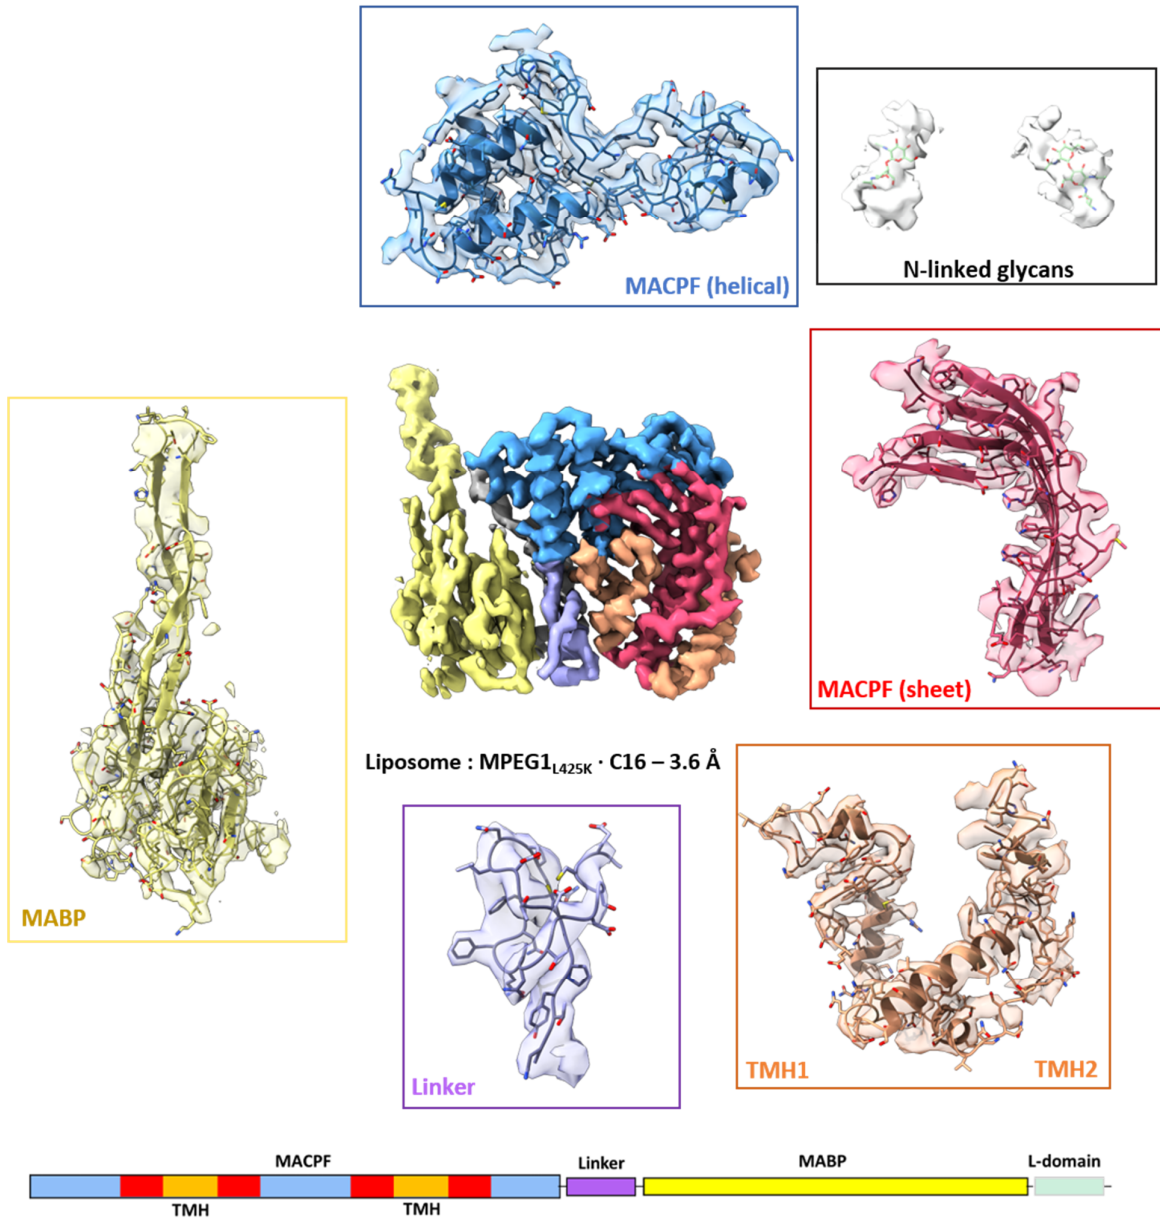 MACPF (helical)
N-linked glycans
MACPF (sheet)
MABP
Liposome : MPEG1L425K · C16 – 3.6 Å
Linker
TMH1
TMH2
MACPF
Linker
MABP
L-domain
TMH
TMH